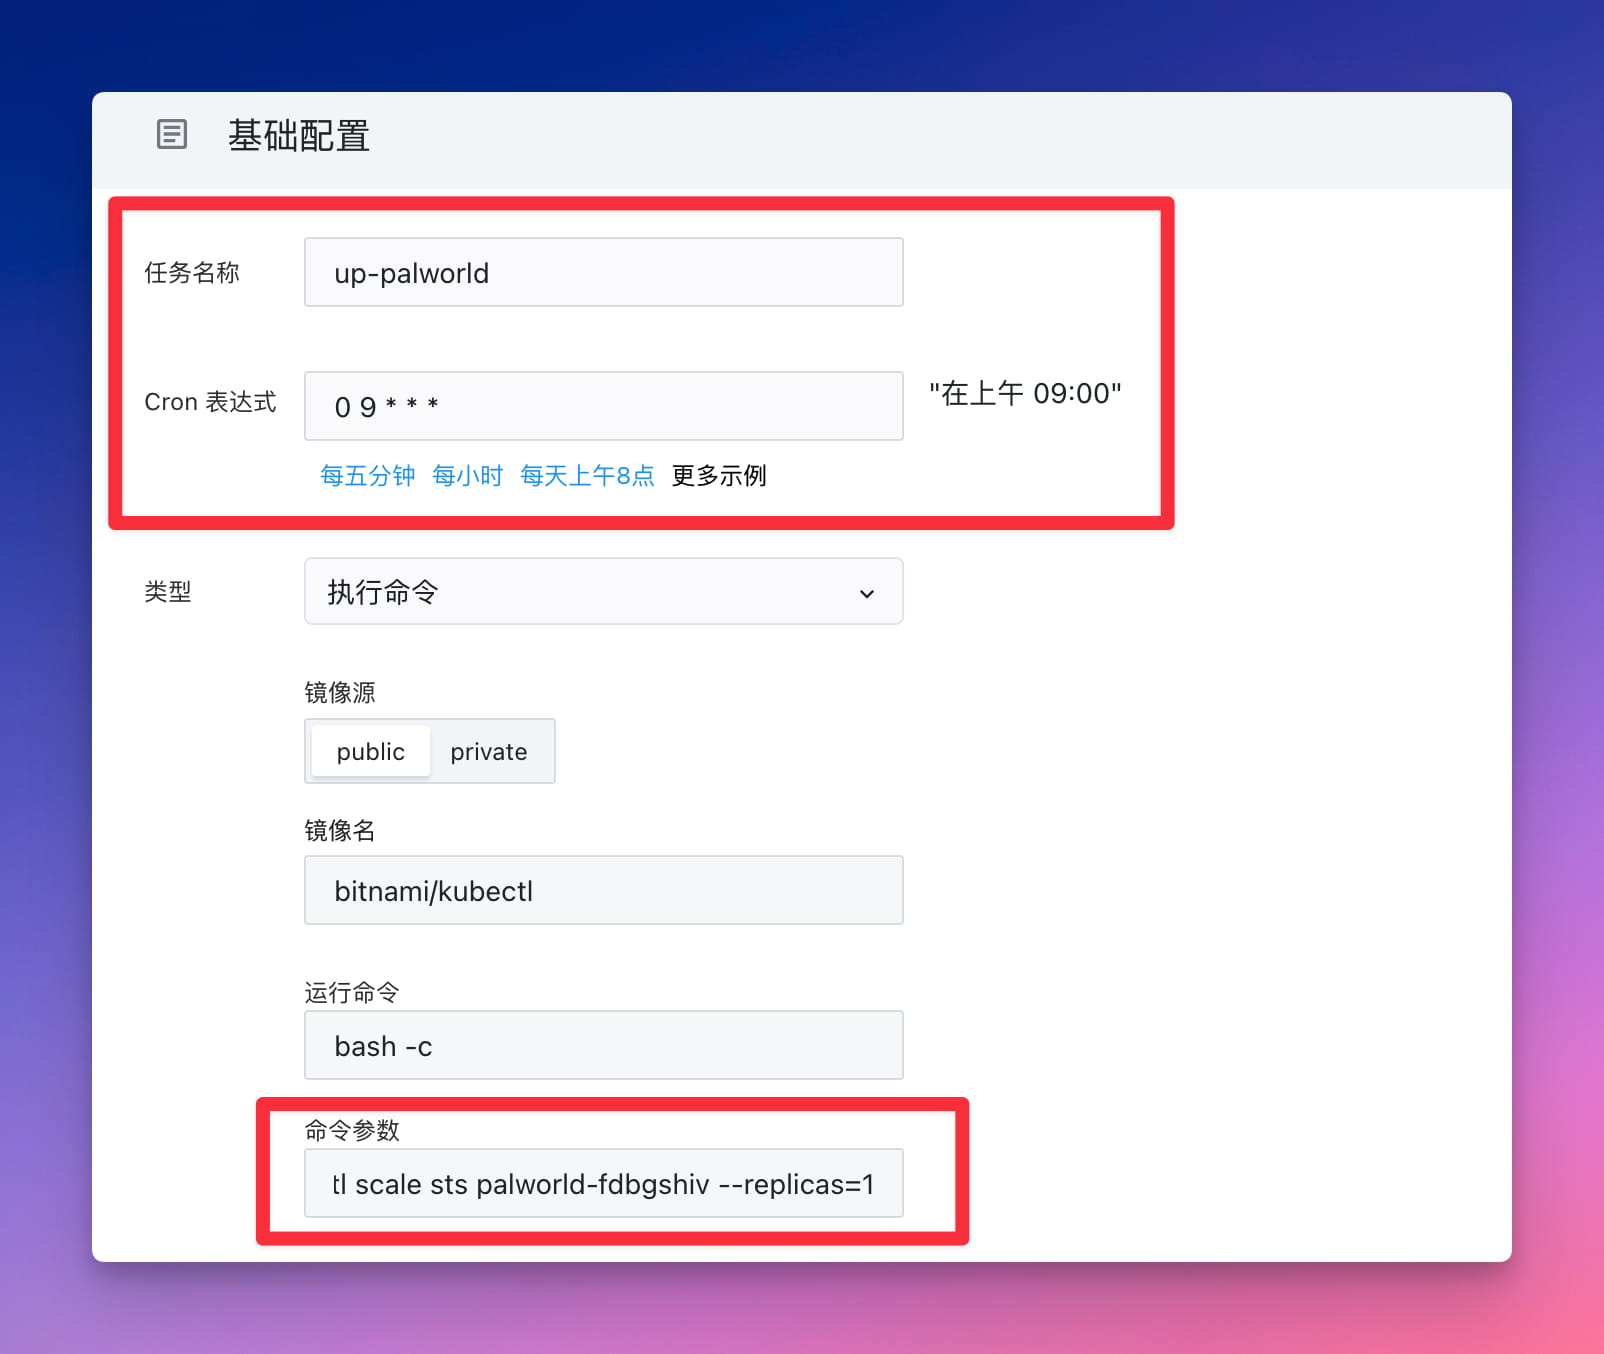 基础配置
任务名称
up-palworld
Cron 表达式
0 9 * * *
"在上午 09:00"
每五分钟 每小时 每天上午8点 更多示例
类型
执行命令
镜像源
public private
镜像名
bitnami/kubectl
运行命令
bash -c
命令参数
tl scale sts palworld-fdbgshiv --replicas=1